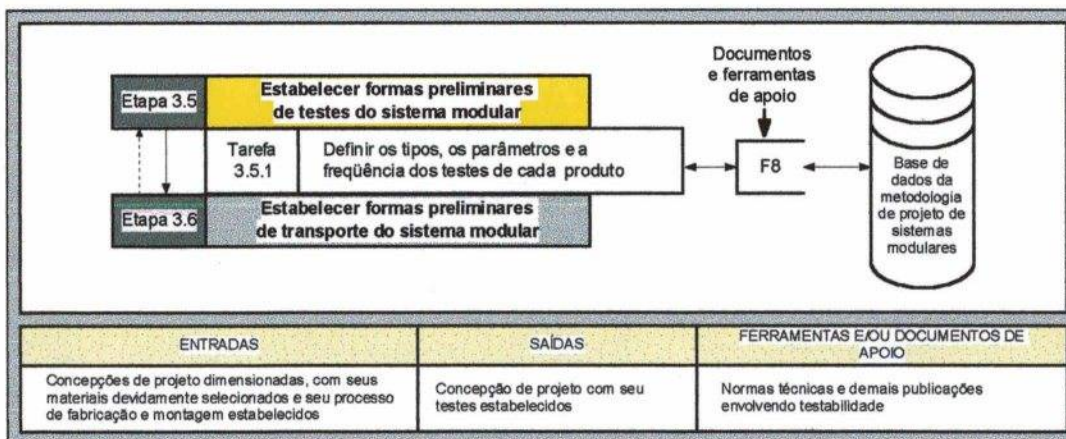 Documentos
e ferramentas
de apoio
Etapa 3.5
Estabelecer formas preliminares
de testes do sistema modular
Tarefa
3.5.1
Definir os tipos, os parâmetros e a
freqüência dos testes de cada produto
F8
Base de
dados da
metodologia
de projeto de
sistemas
modulares
Etapa 3.6
Estabelecer formas preliminares
de transporte do sistema modular
ENTRADAS
SAÍDAS
FERRAMENTAS E/OU DOCUMENTOS DE
APOIO
Concepções de projeto dimensionadas, com seus
materiais devidamente selecionados e seu processo
de fabricação e montagem estabelecidos
Concepção de projeto com seu
testes estabelecidos
Normas técnicas e demais publicações
envolvendo testabilidade